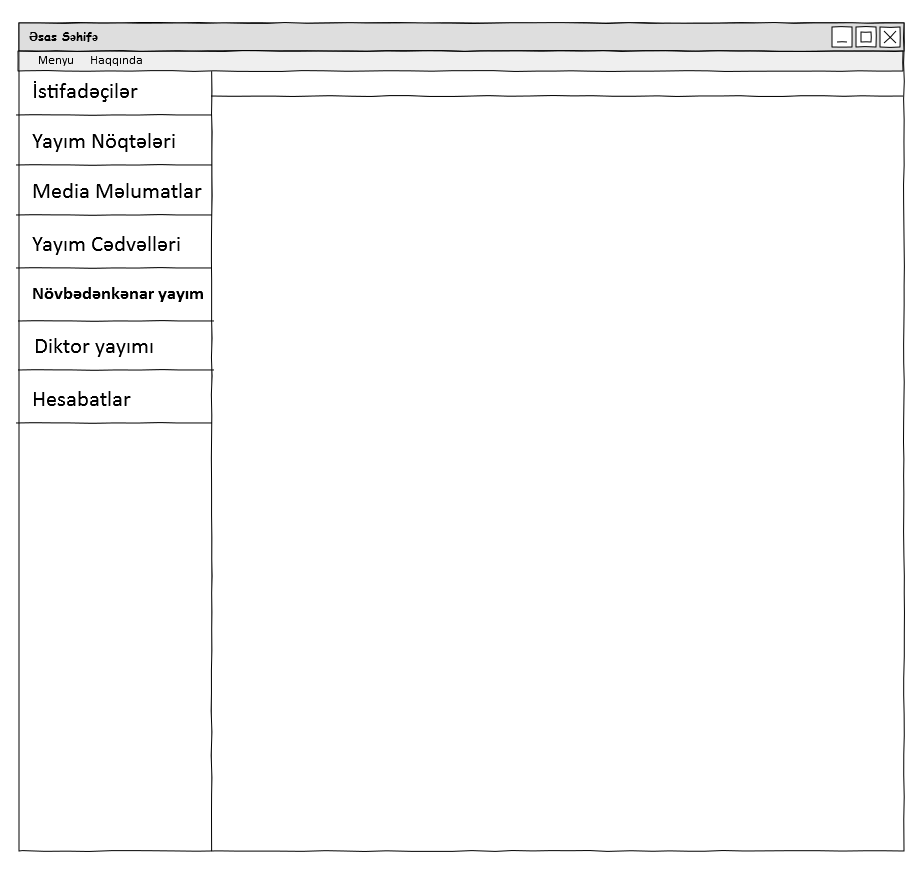 Əsas Səhifə
Menyu Haqqında
İstifadəçilər
Yayım Nöqtələri
Media Məlumatlar
Yayım Cədvəlləri
Növbədənkənar yayım
Diktor yayımı
Hesabatlar